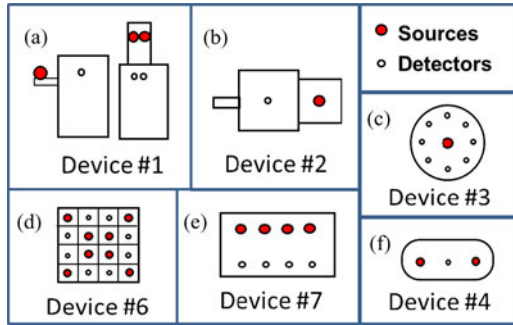 (a)
Device #1
(b)
Device #2
Sources
Detectors
(c)
Device #3
(d)
Device #6
(e)
Device #7
(f)
Device #4